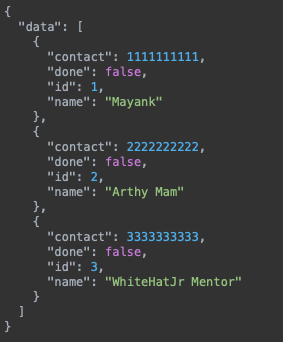 {
  "data": [
    {
      "contact": 1111111111,
      "done": false,
      "id": 1,
      "name": "Mayank"
    },
    {
      "contact": 2222222222,
      "done": false,
      "id": 2,
      "name": "Arthy Mam"
    },
    {
      "contact": 3333333333,
      "done": false,
      "id": 3,
      "name": "WhiteHatJr Mentor"
    }
  ]
}